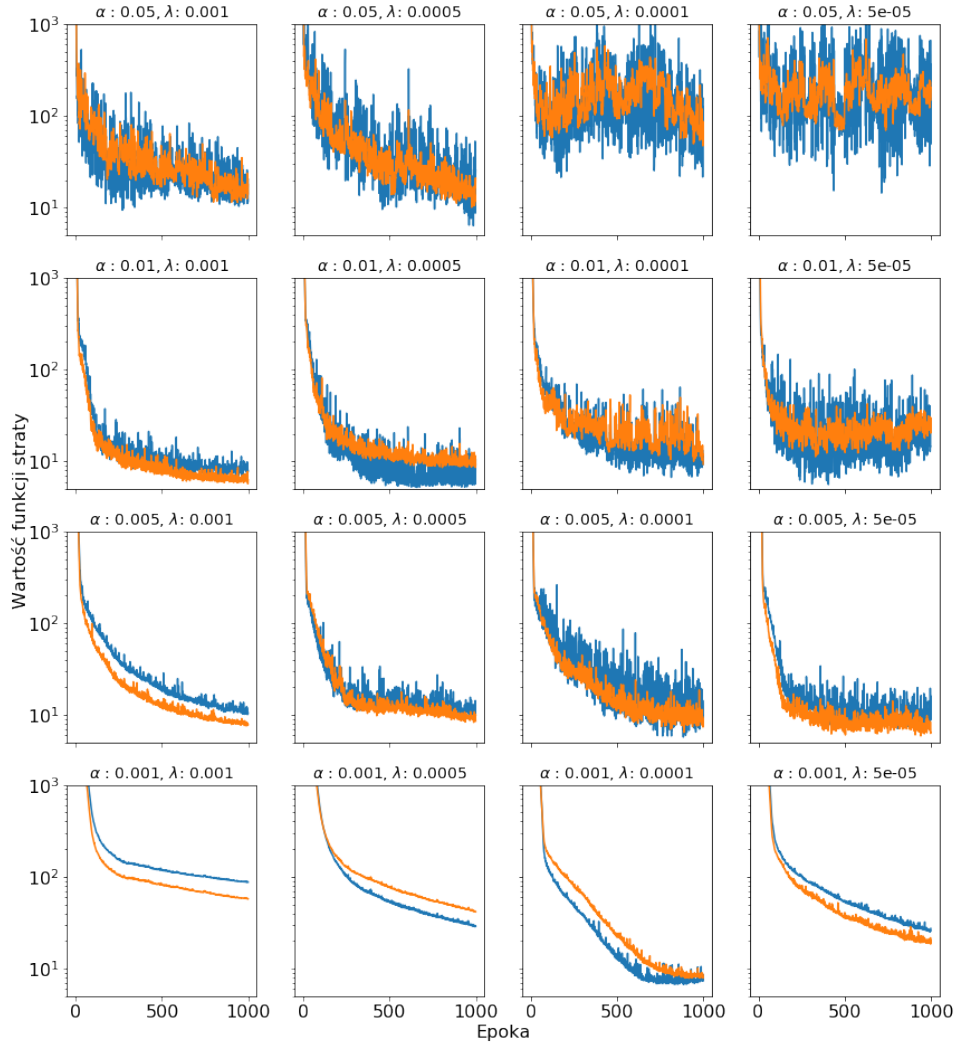 α : 0.05, λ: 0.001
α : 0.05, λ: 0.0005
α : 0.05, λ: 0.0001
α : 0.05, λ: 5e-05
10³
10²
10¹
α : 0.01, λ: 0.001
α : 0.01, λ: 0.0005
α : 0.01, λ: 0.0001
α : 0.01, λ: 5e-05
10³
10²
10¹
Wartość funkcji straty
α : 0.005, λ: 0.001
α : 0.005, λ: 0.0005
α : 0.005, λ: 0.0001
α : 0.005, λ: 5e-05
10³
10²
10¹
α : 0.001, λ: 0.001
α : 0.001, λ: 0.0005
α : 0.001, λ: 0.0001
α : 0.001, λ: 5e-05
10³
10²
10¹
0 500 1000
0 500 1000
0 500 1000
0 500 1000
Epoka